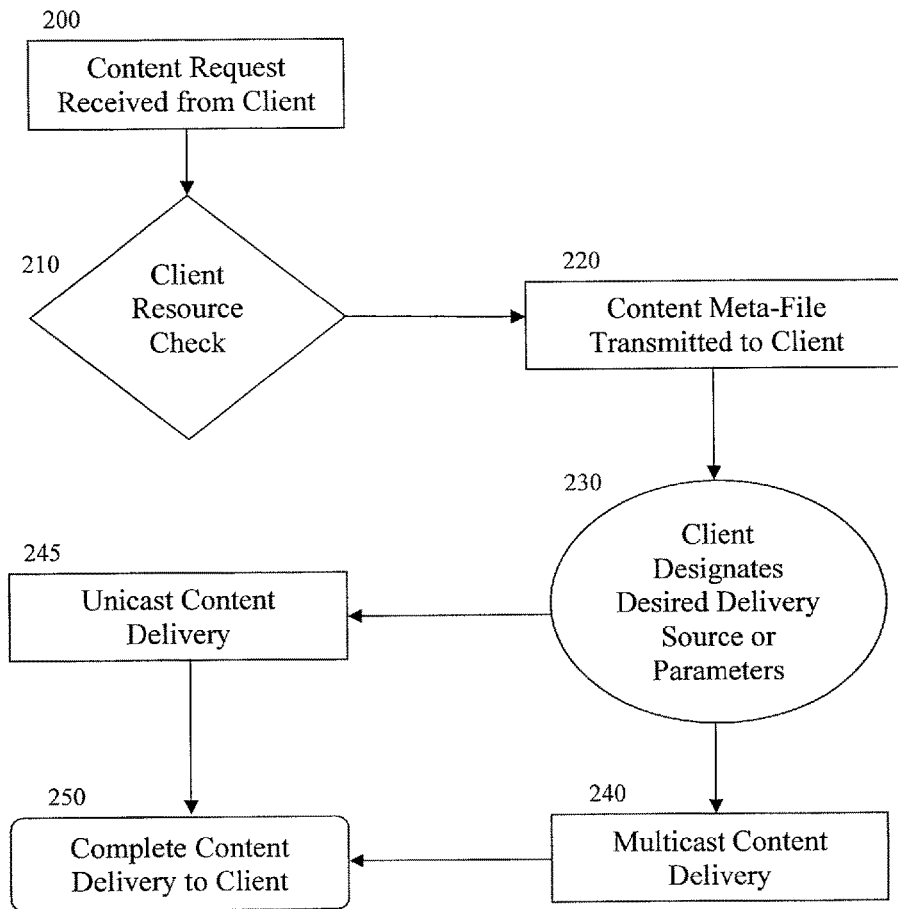 200
Content Request
Received from Client
210
Client
Resource
Check
220
Content Meta-File
Transmitted to Client
230
Client
Designates
Desired Delivery
Source or
Parameters
245
Unicast Content
Delivery
240
Multicast Content
Delivery
250
Complete Content
Delivery to Client